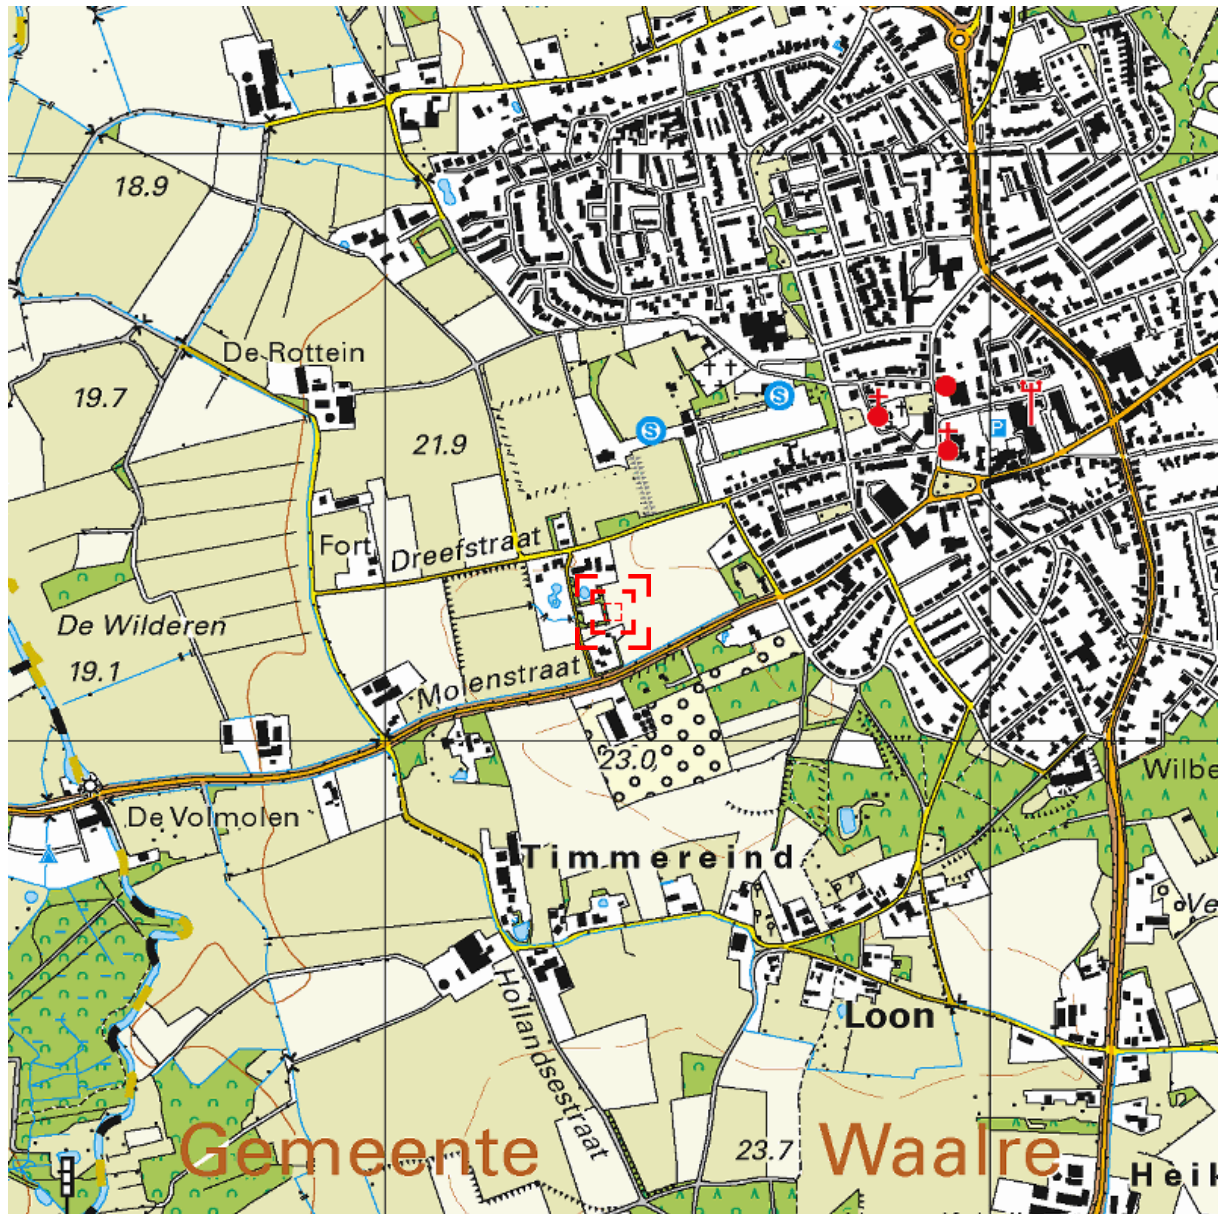 P
18.9
De Rottein
19.7
S
S
21.9
P
Fort
Dreefstraat
De Wilderen
19.1
Molenstraat
23.0
Wilbe
De Volmolen
Timmereind
Ve
Hollandsestraat
Loon
Gemeente Waalre
23.7
Heik